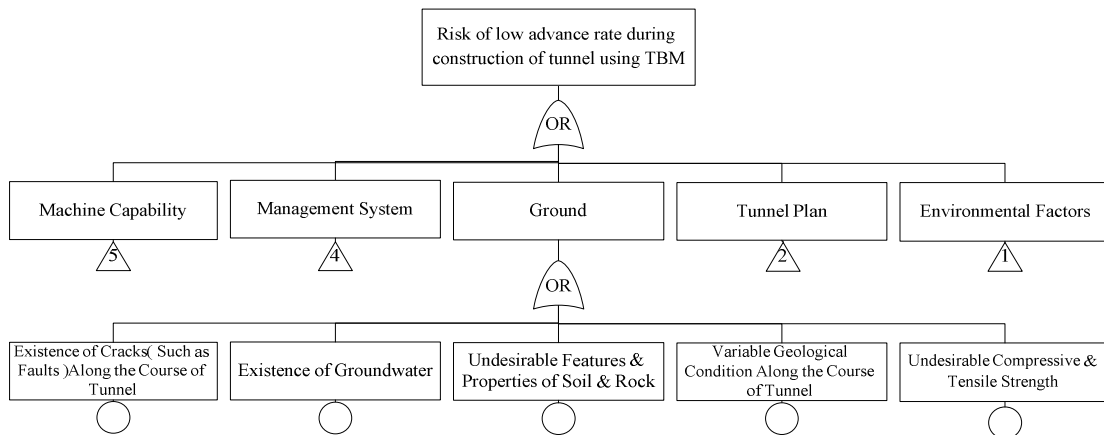 Risk of low advance rate during
construction of tunnel using TBM
OR
Machine Capability
Management System
Ground
Tunnel Plan
Environmental Factors
5
4
2
1
OR
Existence of Cracks( Such as
Faults )Along the Course of
Tunnel
Existence of Groundwater
Undesirable Features &
Properties of Soil & Rock
Variable Geological
Condition Along the Course
of Tunnel
Undesirable Compressive &
Tensile Strength